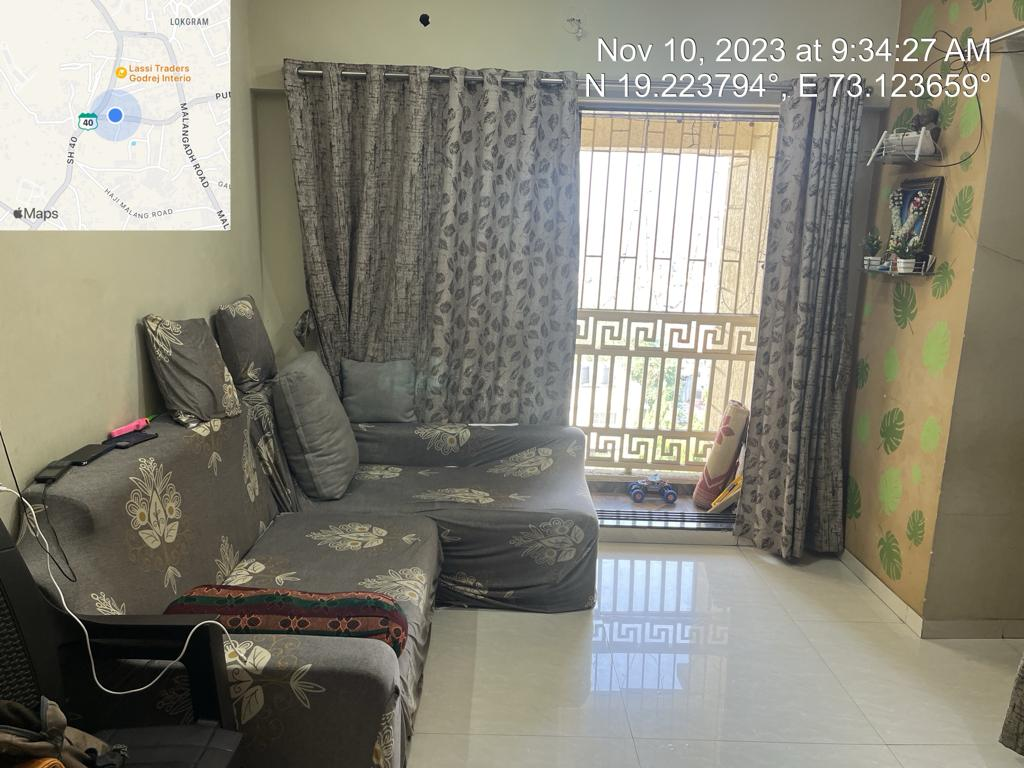 LOKGRAM
Lassi Traders
Godrej Interio
40
SH 40
MALANGADH ROAD
HAJI MALANG ROAD
MAL
Maps
Nov 10, 2023 at 9:34:27 AM
N 19.223794°, E 73.123659°